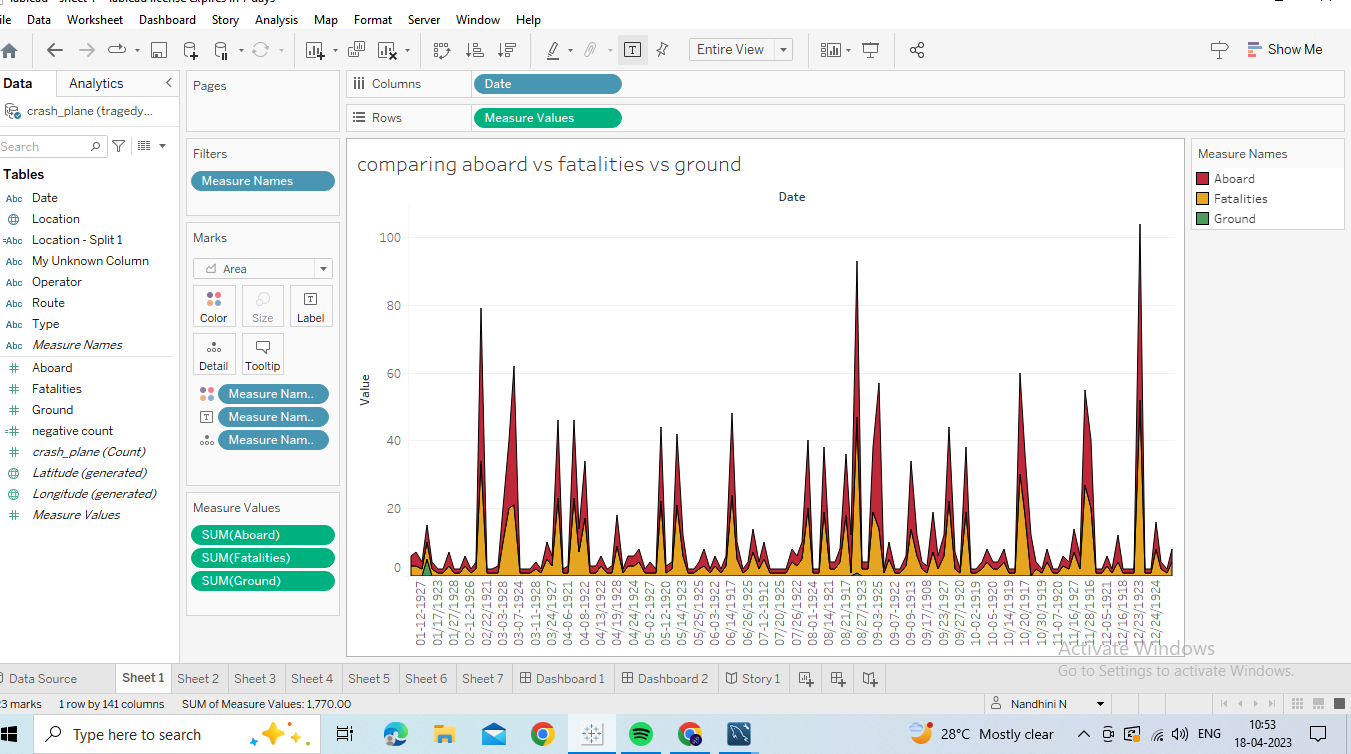 Tableau - Sheet 1 - Tableau license expires in 7 days
ile Data Worksheet Dashboard Story Analysis Map Format Server Window Help
Entire View
Show Me
Data Analytics
crash_plane (tragedy...
Search
Tables
Abc Date
Location
=Abc Location - Split 1
Abc My Unknown Column
Abc Operator
Abc Route
Abc Type
Abc Measure Names
# Aboard
# Fatalities
# Ground
=# negative count
# crash_plane (Count)
Latitude (generated)
Longitude (generated)
# Measure Values
Pages
Filters
Measure Names
Marks
Area
Color Size Label
Detail Tooltip
Measure Nam..
Measure Nam..
Measure Nam..
Measure Values
SUM(Aboard)
SUM(Fatalities)
SUM(Ground)
Columns Date
Rows Measure Values
comparing aboard vs fatalities vs ground
Date
Value
100
80
60
40
20
0
01-12-1927
01/17/1923
01/27/1928
02-12-1926
02/22/1921
03-03-1928
03-07-1924
03-11-1928
03/24/1927
04-06-1921
04-08-1922
04/13/1922
04/19/1928
04/24/1924
05-02-1927
05-12-1920
05/14/1923
05/25/1925
06-03-1922
06/14/1917
06/26/1925
07-12-1912
07/20/1925
07/26/1922
08-01-1924
08/14/1921
08/21/1917
08/27/1923
09-03-1925
09-07-1922
09-09-1913
09/17/1908
09/23/1927
09/27/1920
10-02-1919
10-05-1920
10/14/1919
10/20/1917
10/30/1919
11-07-1920
11/16/1927
11/28/1916
12-05-1921
12/16/1918
12/23/1923
12/24/1924
Measure Names
Aboard
Fatalities
Ground
Activate Windows
Go to Settings to activate Windows.
Data Source Sheet 1 Sheet 2 Sheet 3 Sheet 4 Sheet 5 Sheet 6 Sheet 7 Dashboard 1 Dashboard 2 Story 1
3 marks 1 row by 141 columns SUM of Measure Values: 1,770.00 Nandhini N
Type here to search
28°C Mostly clear
ENG
10:53
18-04-2023